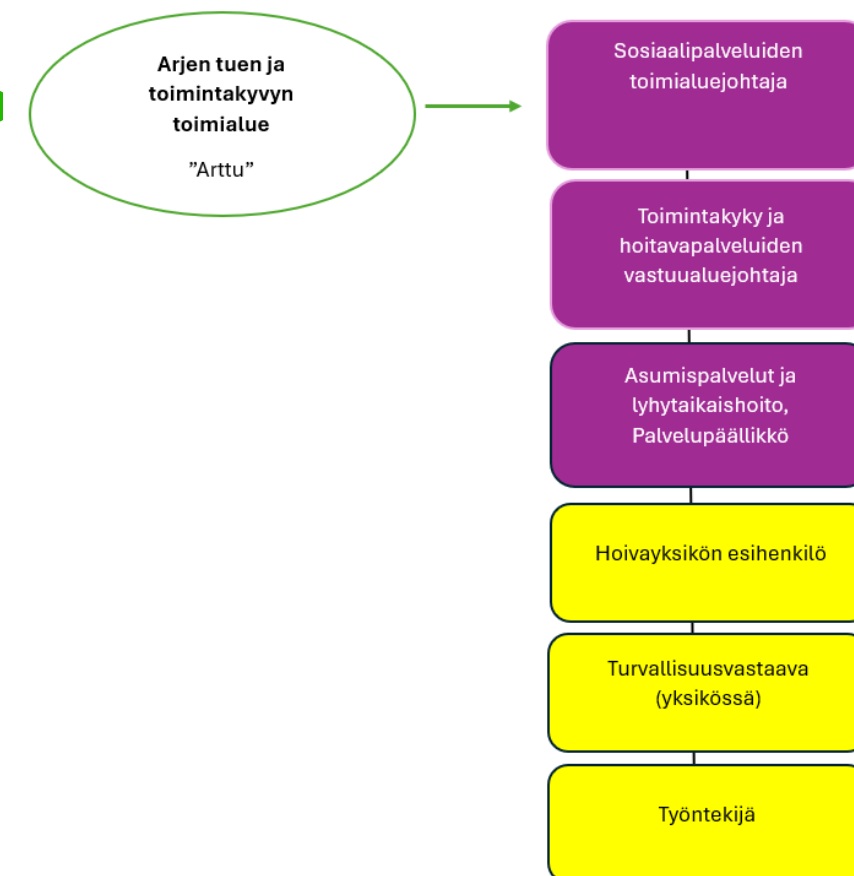 Arjen tuen ja
toimintakyvyn
toimialue
”Arttu”
Sosiaalipalveluiden
toimialuejohtaja
Toimintakyky ja
hoitavapalveluiden
vastuualuejohtaja
Asumispalvelut ja
lyhytaikaishoito,
Palvelupäällikkö
Hoivayksikön esihenkilö
Turvallisuusvastaava
(yksikössä)
Työntekijä